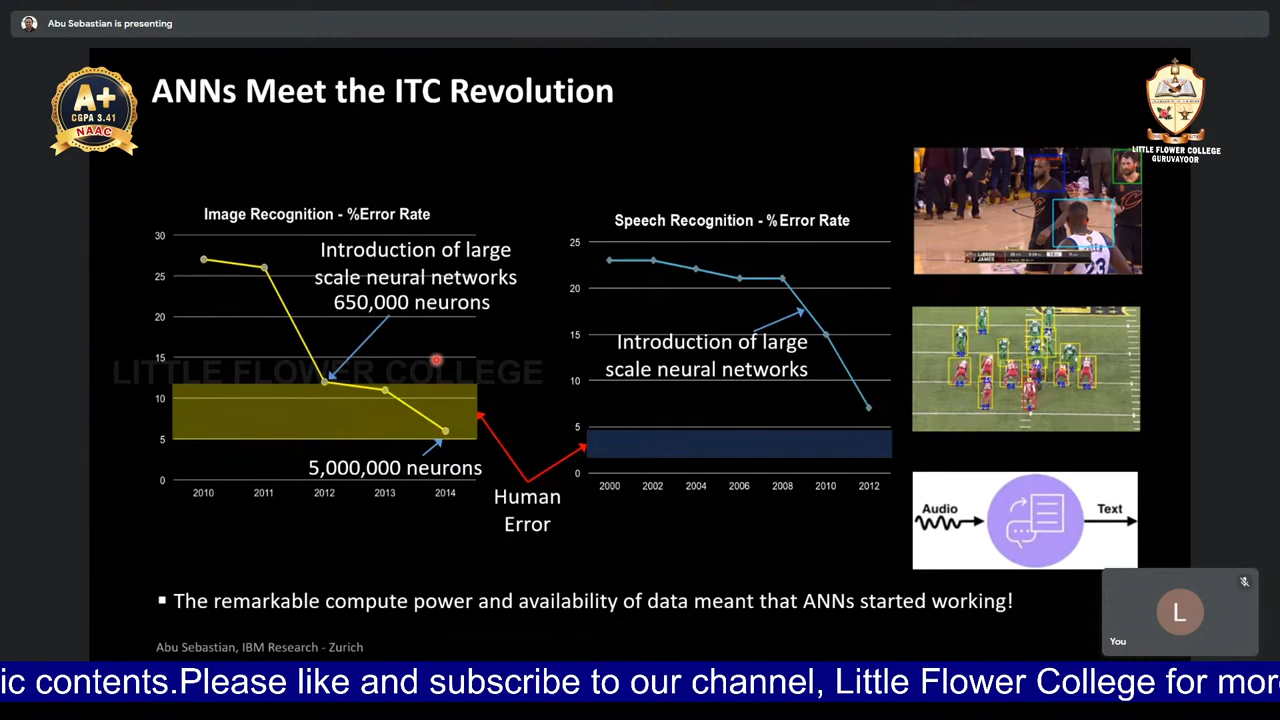 Abu Sebastian is presenting
A+
CGPA 3.41
NAAC
ANNs Meet the ITC Revolution
LITTLE FLOWER COLLEGE
GURUVAYOOR
Image Recognition - %Error Rate
30
25
20
15
10
5
0
2010 2011 2012 2013 2014
Introduction of large
scale neural networks
650,000 neurons
5,000,000 neurons
LITTLE FLOWER COLLEGE
Human
Error
Speech Recognition - %Error Rate
25
20
15
10
5
0
2000 2002 2004 2006 2008 2010 2012
Introduction of large
scale neural networks
JAMES
23
Audio
Text
▪ The remarkable compute power and availability of data meant that ANNs started working!
L
You
Abu Sebastian, IBM Research - Zurich
ic contents.Please like and subscribe to our channel, Little Flower College for mor